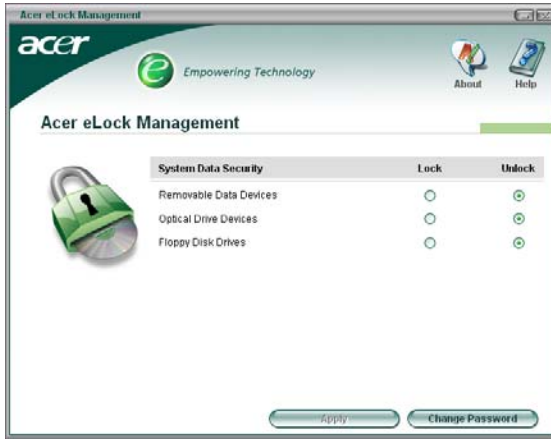 Acer eLock Management
acer
e Empowering Technology
About
Help
Acer eLock Management
System Data Security Lock Unlock
Removable Data Devices
Optical Drive Devices
Floppy Disk Drives
Apply
Change Password